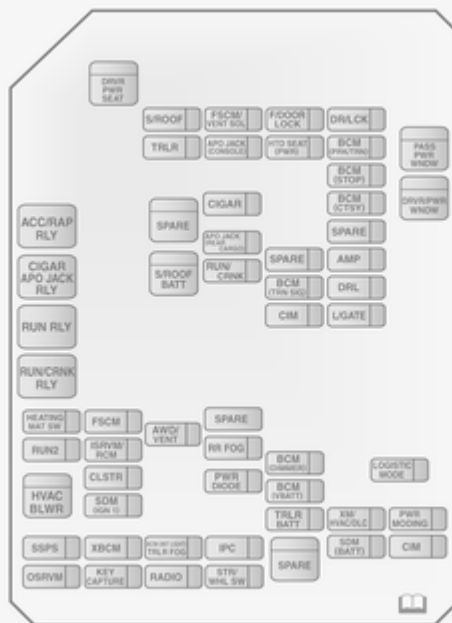 DRIVR PWR SEAT
S/ROOF FSCM/ VENT SOL F/DOOR LOCK DR/LCK
TRLR APO JACK (CONSOLE) HTD SEAT (PWR) BCM (PRK/TRN)
PASS PWR WNDW
BCM (STOP)
DRVR/PWR WNDW
SPARE CIGAR BCM (CTSY)
ACC/RAP RLY
APO JACK (REAR CARGO) SPARE
CIGAR APO JACK RLY
S/ROOF BATT RUN/ CRNK SPARE AMP
BCM (TRN SIG) DRL
RUN RLY
CIM L/GATE
RUN/CRNK RLY
HEATING MAT SW FSCM AWD/ VENT SPARE
RUN2 ISRVM/ RCM RR FOG
CLSTR BCM (DIMMER) LOGISTIC MODE
HVAC BLWR SDM (IGN 1) PWR DIODE BCM (VBATT)
TRLR BATT XM/ HVAC/DLC PWR MODING
SSPS XBCM TRLR FOG IPC SPARE SDM (BATT) CIM
OSRVM KEY CAPTURE RADIO STR/ WHL SW